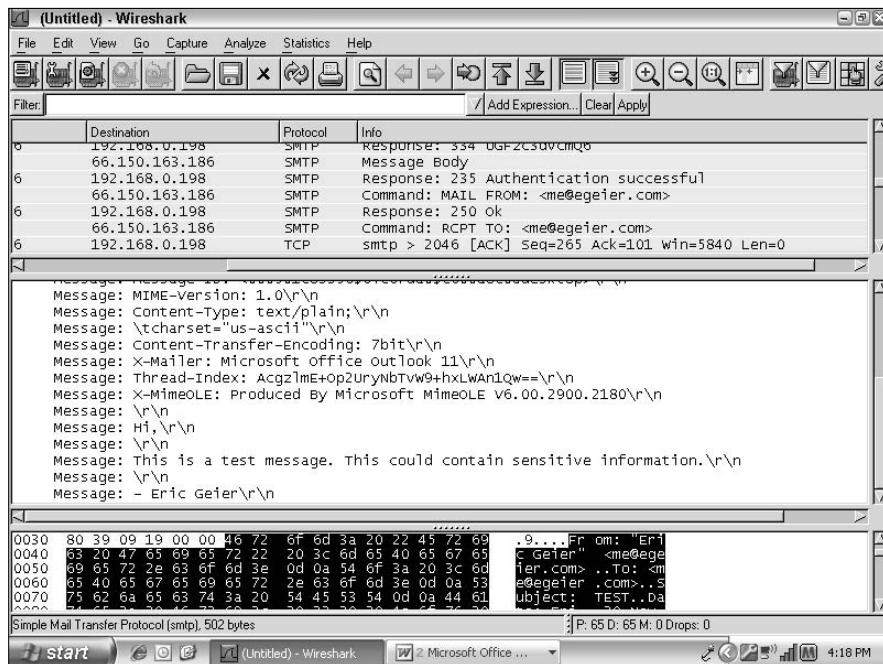 (Untitled) - Wireshark
File Edit View Go Capture Analyze Statistics Help
Filter: Add Expression... Clear Apply
Destination Protocol Info
6 192.168.0.198 SMTP Response: 334 UGFzc3dvcmQ6
66.150.163.186 SMTP Message Body
6 192.168.0.198 SMTP Response: 235 Authentication successful
66.150.163.186 SMTP Command: MAIL FROM: <me@egeier.com>
6 192.168.0.198 SMTP Response: 250 Ok
66.150.163.186 SMTP Command: RCPT TO: <me@egeier.com>
6 192.168.0.198 TCP smtp > 2046 [ACK] Seq=265 Ack=101 Win=5840 Len=0
Message: MIME-Version: 1.0\r\n
Message: Content-Type: text/plain;\r\n
Message: \tcharset="us-ascii"\r\n
Message: Content-Transfer-Encoding: 7bit\r\n
Message: X-Mailer: Microsoft Office Outlook 11\r\n
Message: Thread-Index: AcgzlmE+Op2UryNbTvW9+hxLWAn1Qw==\r\n
Message: X-MimeOLE: Produced By Microsoft MimeOLE V6.00.2900.2180\r\n
Message: \r\n
Message: Hi,\r\n
Message: \r\n
Message: This is a test message. This could contain sensitive information.\r\n
Message: \r\n
Message: - Eric Geier\r\n
0030 80 39 09 19 00 00 46 72 6f 6d 3a 20 22 45 72 69 .9....Fr om: "Eri
0040 63 20 47 65 69 65 72 22 20 3c 6d 65 40 65 67 65 c Geier" <me@ege
0050 69 65 72 2e 63 6f 6d 3e 0d 0a 54 6f 3a 20 3c 6d ier.com> ..To: <m
0060 65 40 65 67 65 69 65 72 2e 63 6f 6d 3e 0d 0a 53 e@egeier .com>..S
0070 75 62 6a 65 63 74 3a 20 54 45 53 54 0d 0a 44 61 ubject: TEST..Da
Simple Mail Transfer Protocol (smtp), 502 bytes P: 65 D: 65 M: 0 Drops: 0
start (Untitled) - Wireshark 2 Microsoft Office ... 4:18 PM